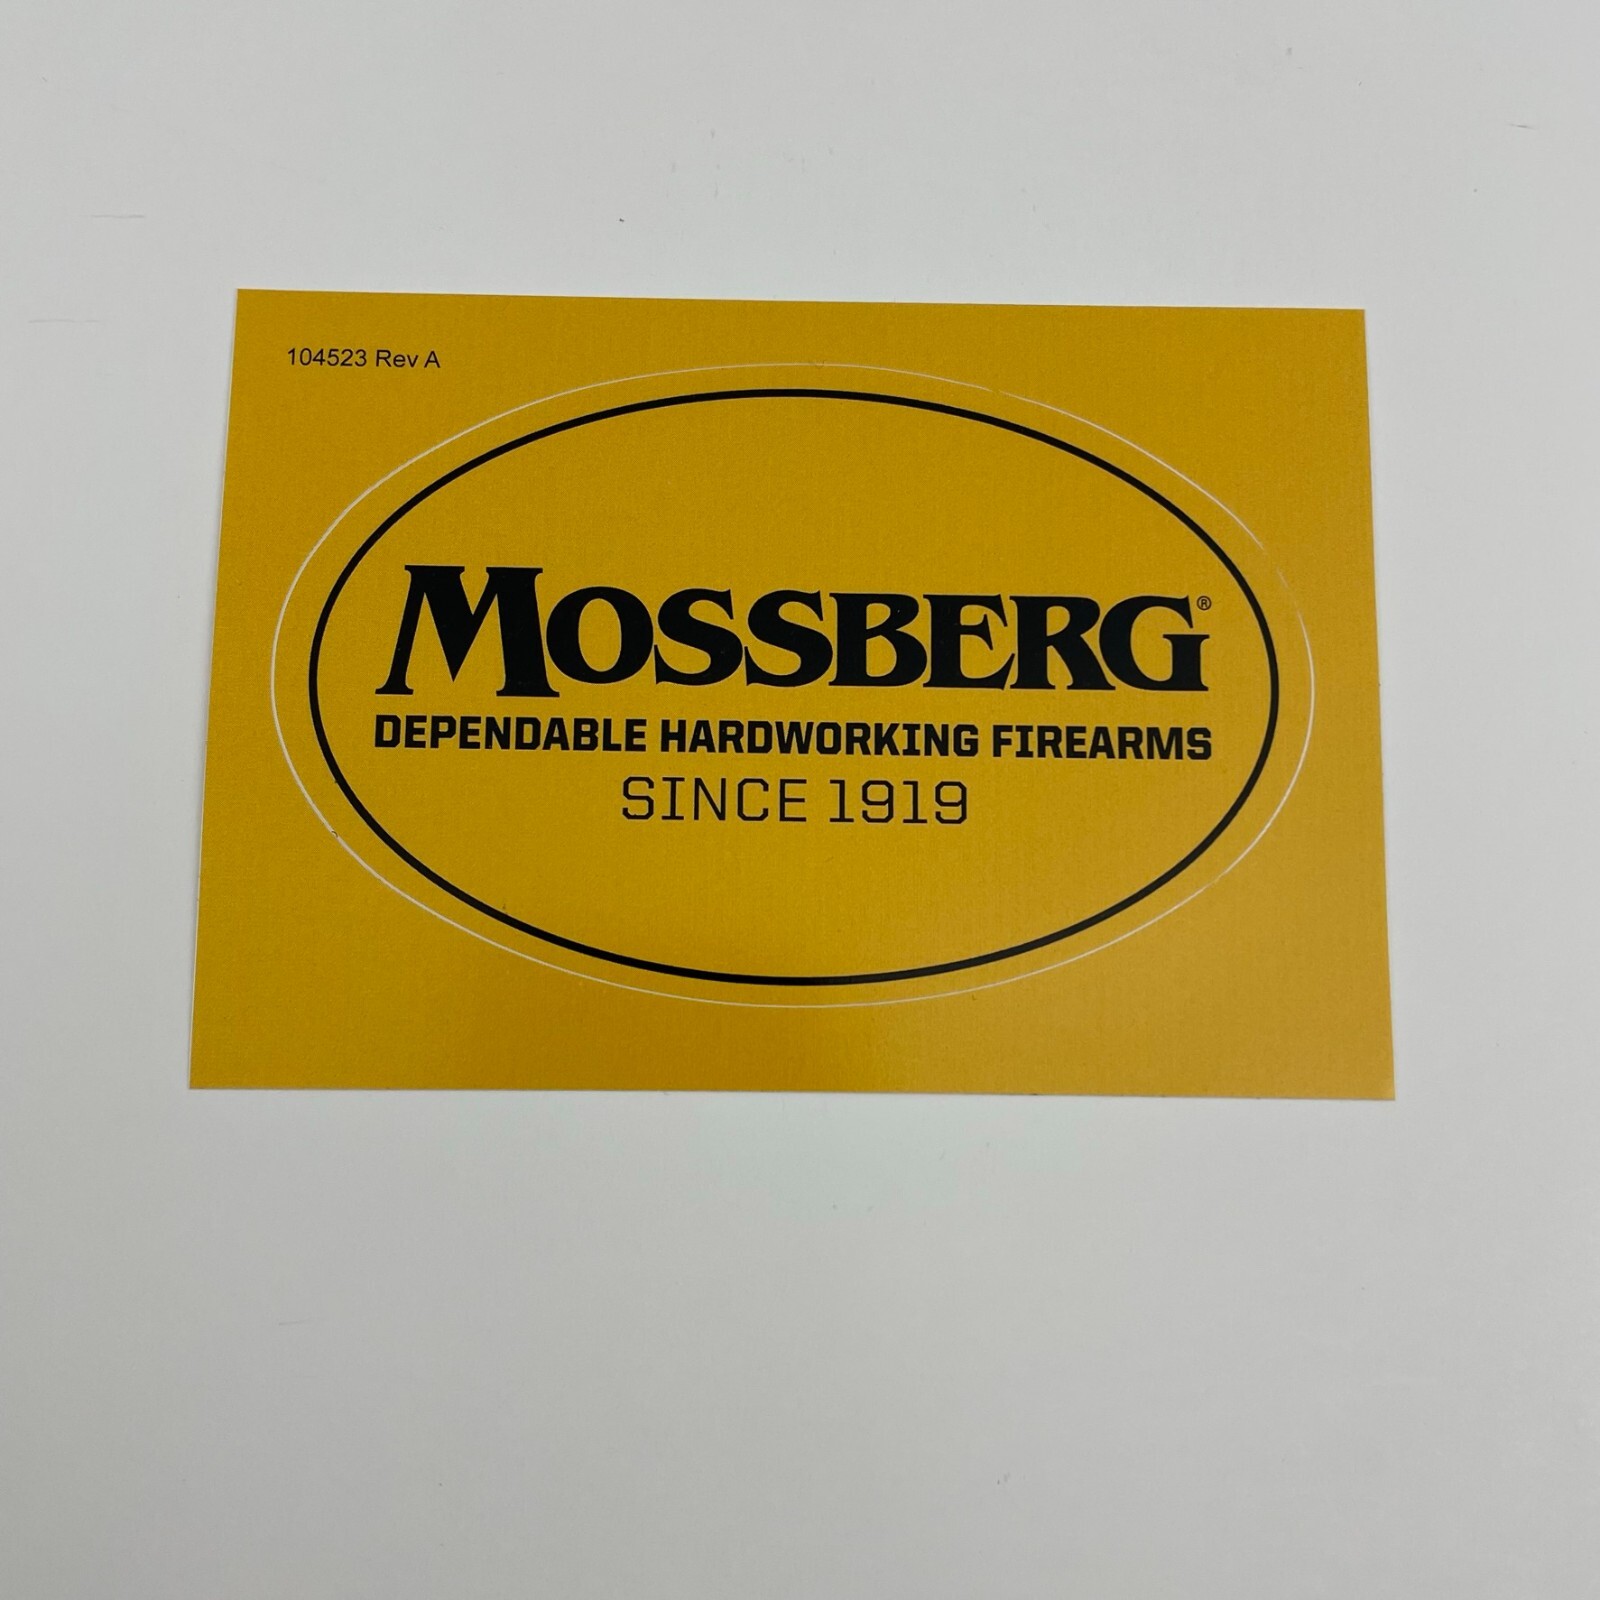 104523 Rev A
MOSSBERG®
DEPENDABLE HARDWORKING FIREARMS
SINCE 1919